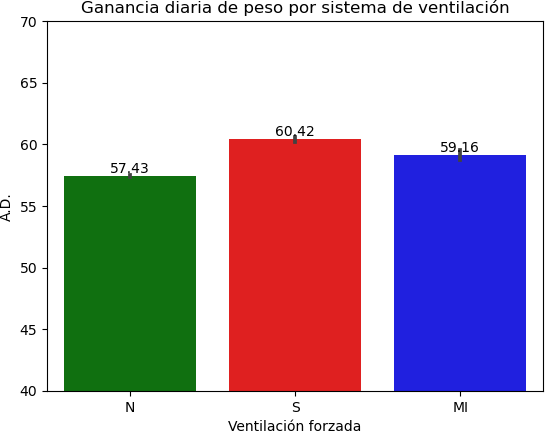 Ganancia diaria de peso por sistema de ventilación
70
65
60
55
50
45
40
A.D.
57.43
60.42
59.16
N
S
MI
Ventilación forzada